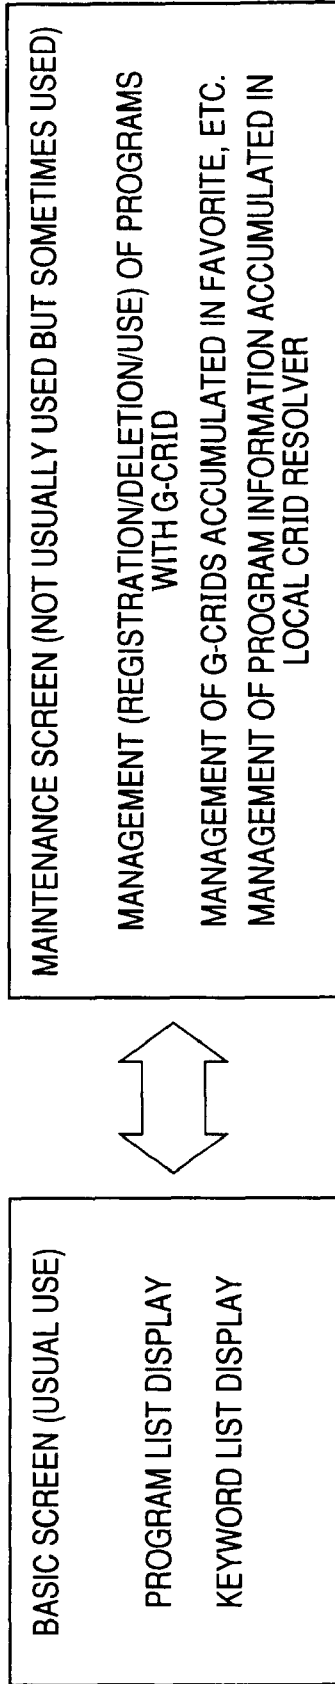 BASIC SCREEN (USUAL USE)
PROGRAM LIST DISPLAY
KEYWORD LIST DISPLAY
MAINTENANCE SCREEN (NOT USUALLY USED BUT SOMETIMES USED)
MANAGEMENT (REGISTRATION/DELETION/USE) OF PROGRAMS
WITH G-CRID
MANAGEMENT OF G-CRIDS ACCUMULATED IN FAVORITE, ETC.
MANAGEMENT OF PROGRAM INFORMATION ACCUMULATED IN
LOCAL CRID RESOLVER